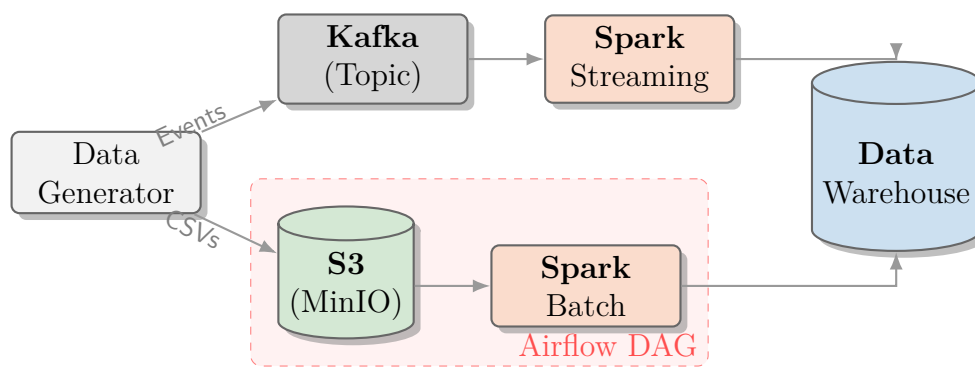 Kafka
(Topic)
Spark
Streaming
Events
Data
Generator
Data
Warehouse
CSVs
S3
(MinIO)
Spark
Batch
Airflow DAG